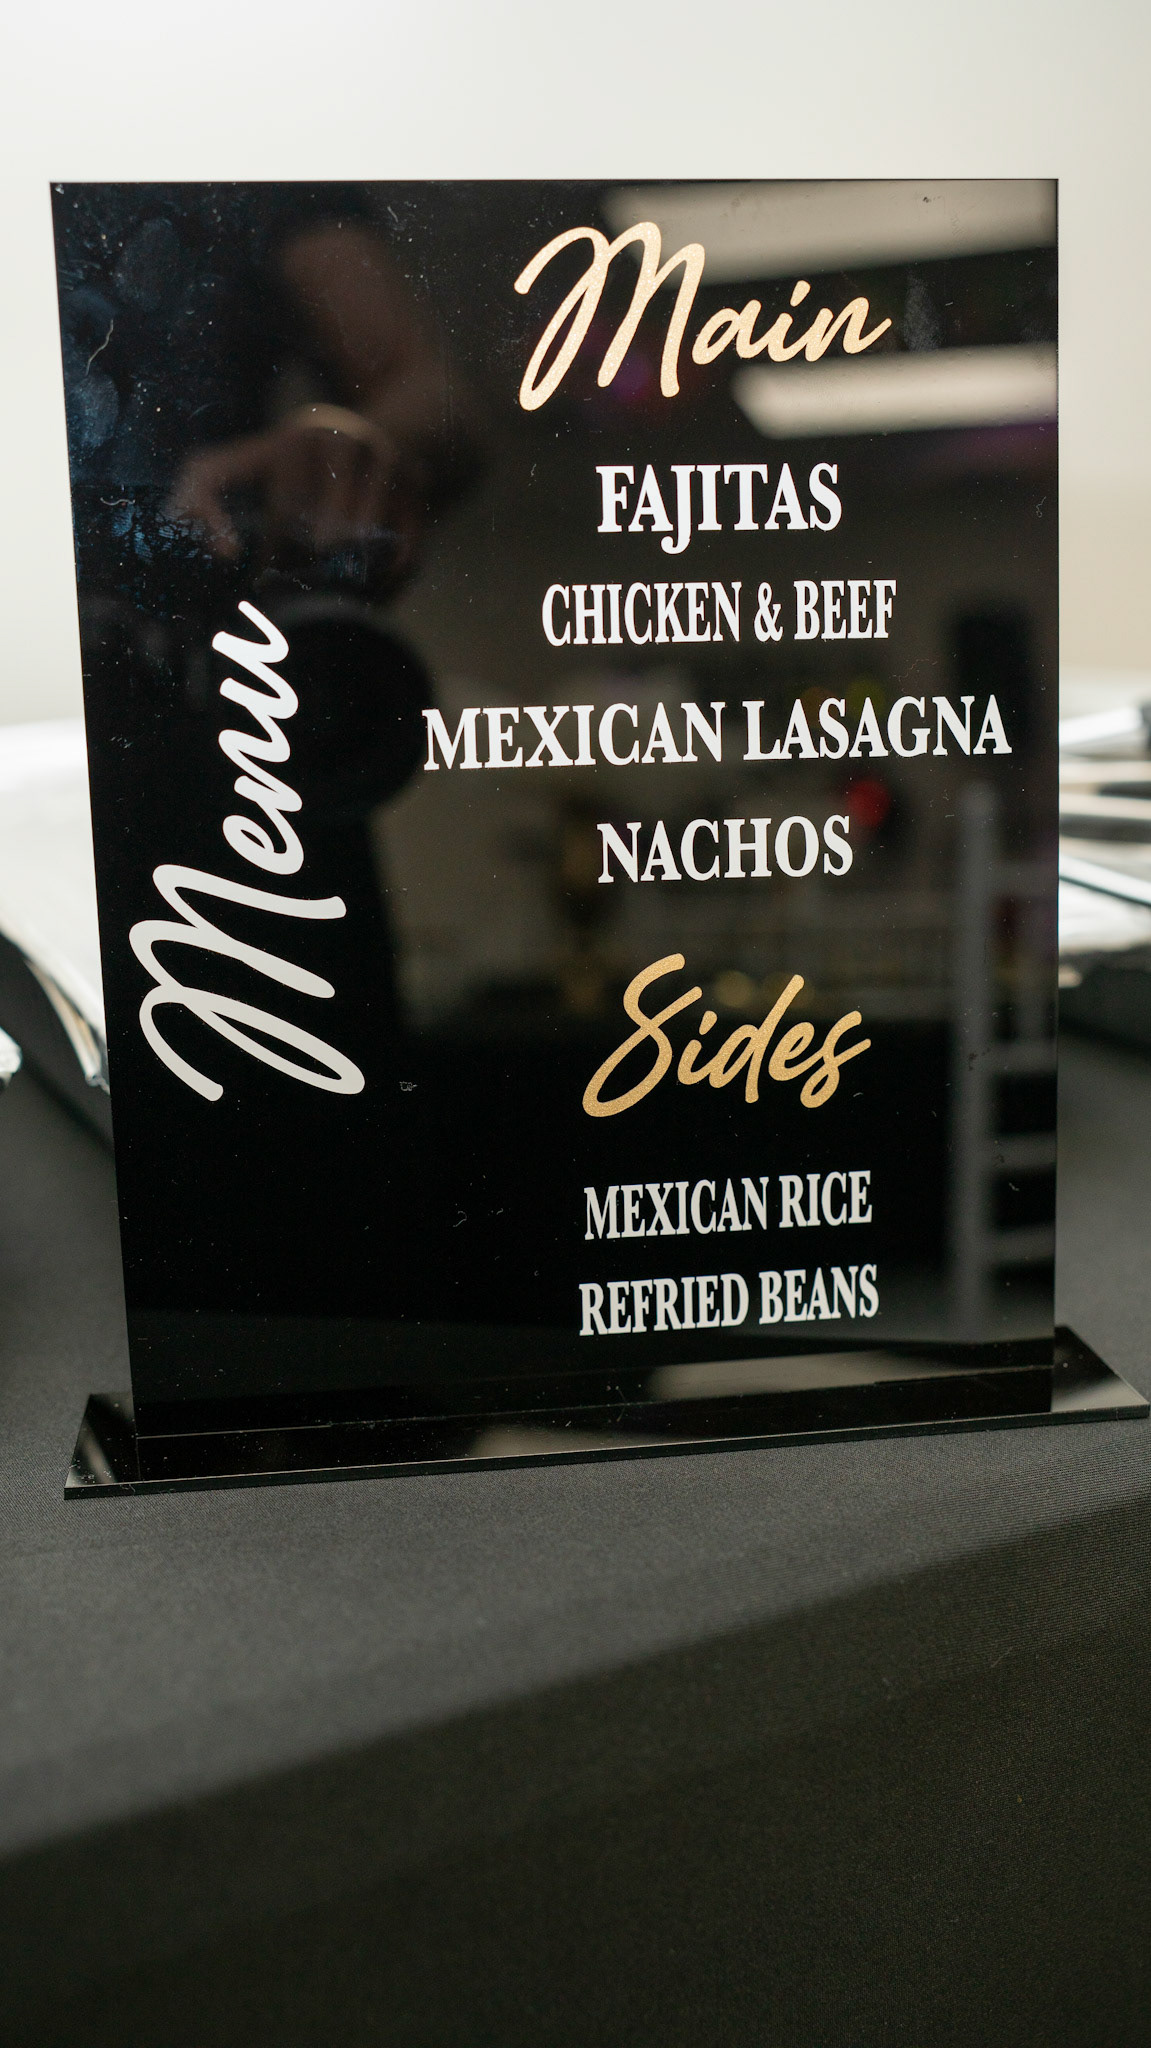 Menu
Main
FAJITAS
CHICKEN & BEEF
MEXICAN LASAGNA
NACHOS
Sides
MEXICAN RICE
REFRIED BEANS